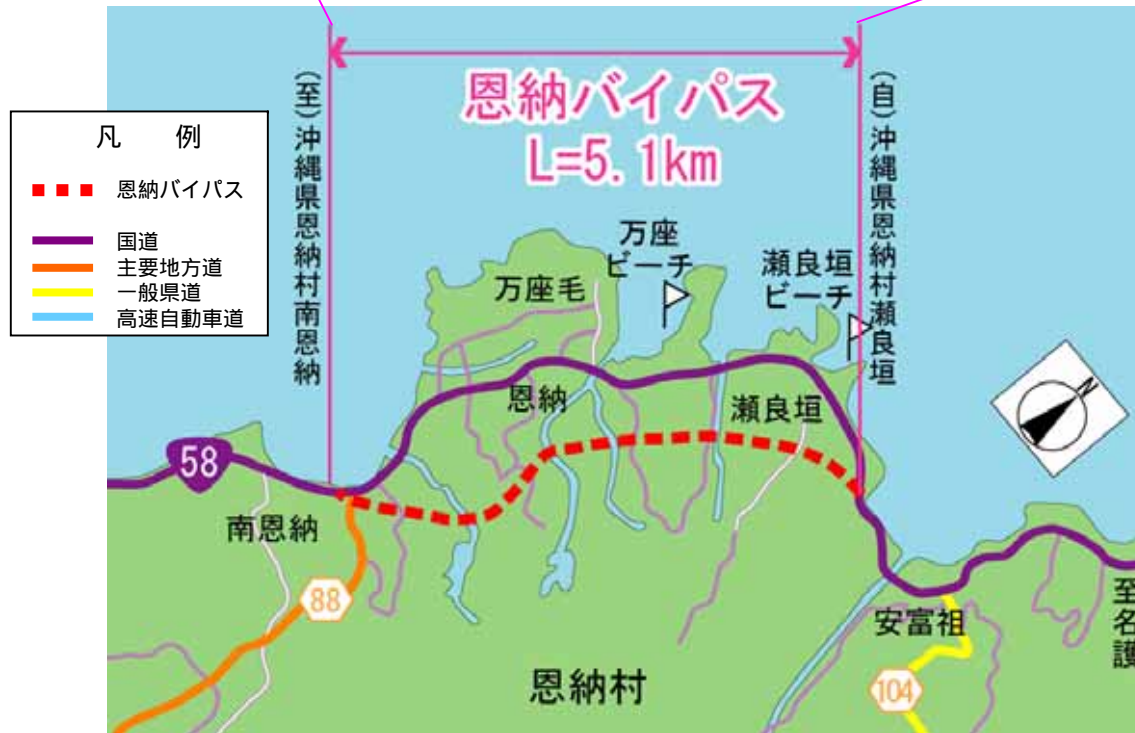 恩納バイパス
L=5.1km
(至)沖縄県恩納村南恩納
(自)沖縄県恩納村瀬良垣
凡 例
恩納バイパス
国道
主要地方道
一般県道
高速自動車道
万座毛
万座
ビーチ
瀬良垣
ビーチ
恩納
瀬良垣
N
58
南恩納
88
安富祖
至名護
恩納村
104